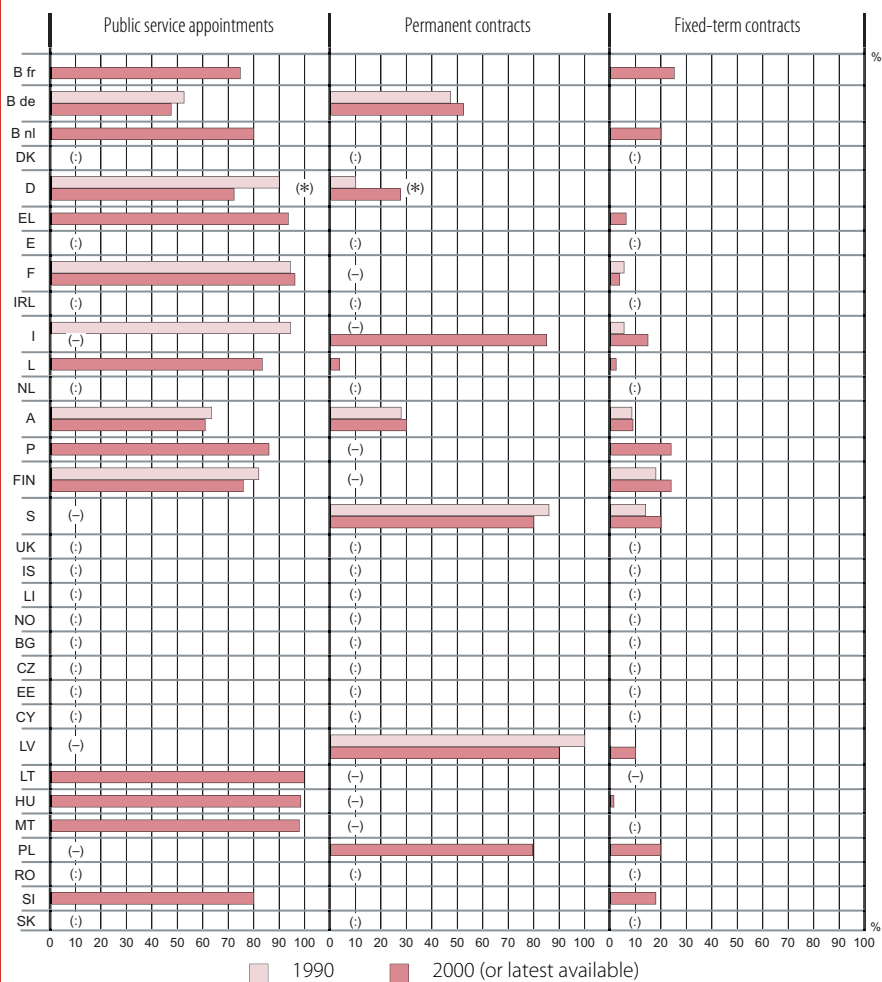 Public service appointments Permanent contracts Fixed-term contracts
%
B fr
B de
B nl
DK (:) (:) (:)
D (*) (*)
EL
E (:) (:) (:)
F (–)
IRL (:) (:) (:)
I (–) (–)
L
NL (:) (:) (:)
A
P (–)
FIN (–)
S (–)
UK (:) (:) (:)
IS (:) (:) (:)
LI (:) (:) (:)
NO (:) (:) (:)
BG (:) (:) (:)
CZ (:) (:) (:)
EE (:) (:) (:)
CY (:) (:) (:)
LV (–)
LT (–) (–)
HU (–)
MT (–) (:)
PL (–)
RO (:) (:) (:)
SI
SK (:) (:) (:)
%
0 10 20 30 40 50 60 70 80 90 100 0 10 20 30 40 50 60 70 80 90 100 0 10 20 30 40 50 60 70 80 90 100
1990 2000 (or latest available)